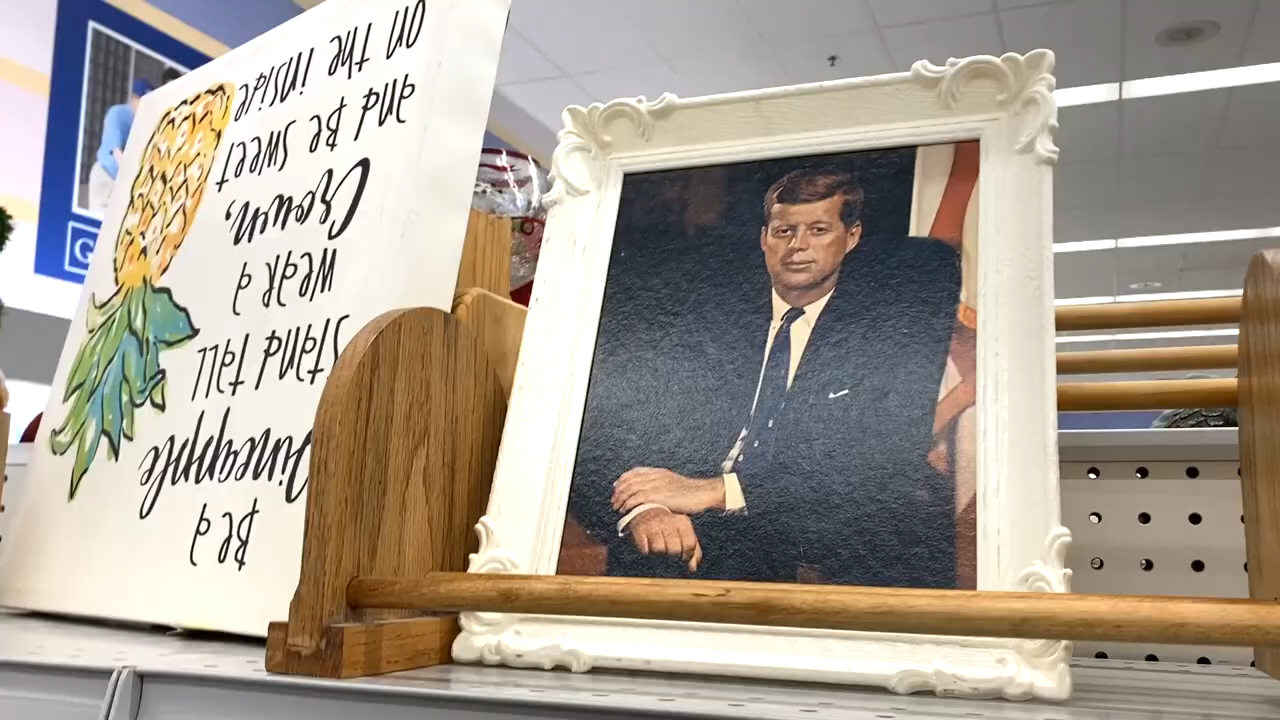 Be a
Pineapple
Stand tall
wear a
Crown,
and Be sweet
on the inside
G